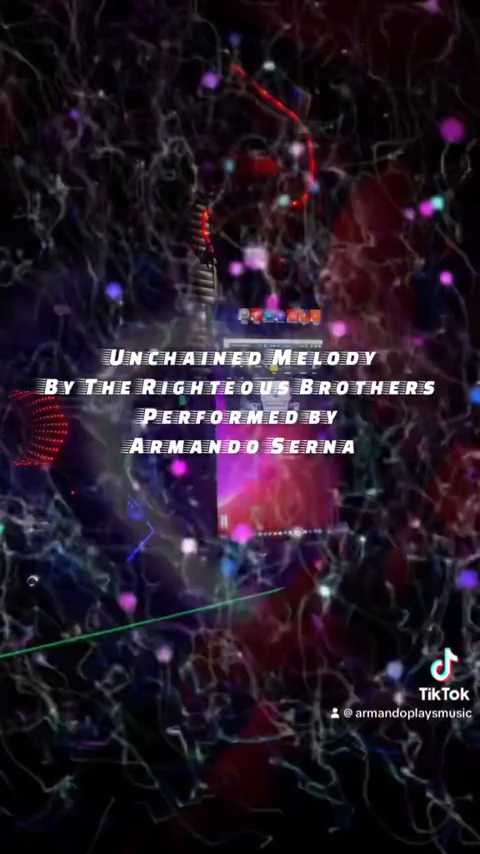 Unchained Melody
By The Righteous Brothers
Performed by
Armando Serna
TikTok
@armandoplaysmusic